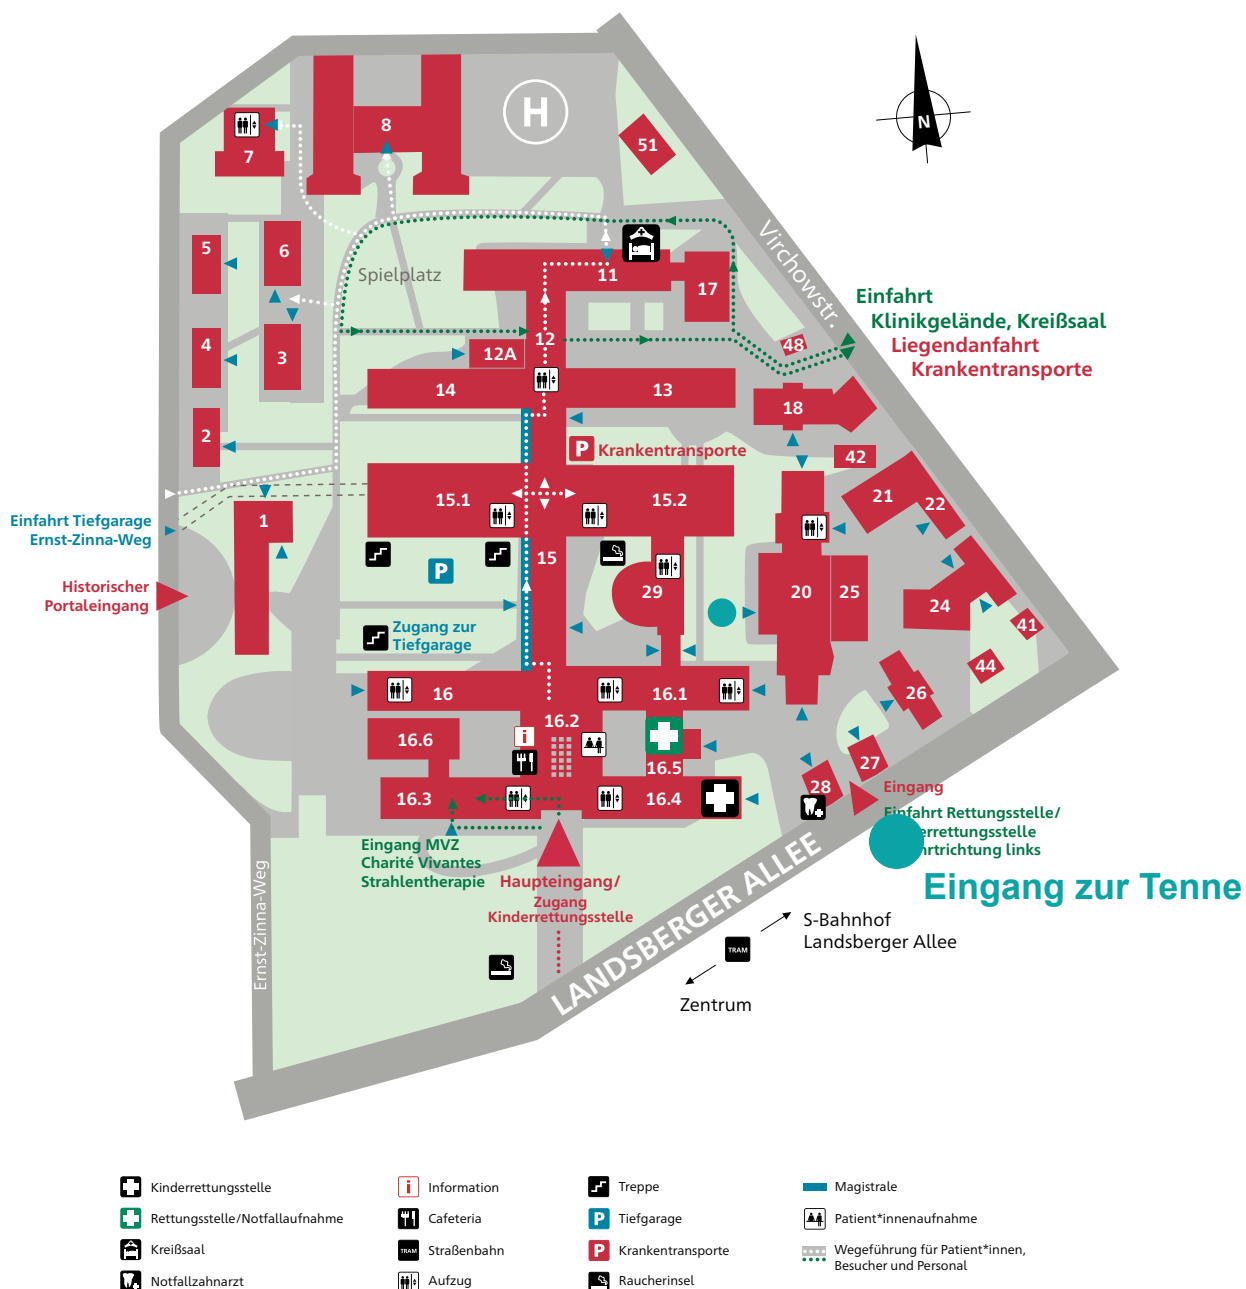 H
N
51
8
7
5
6
Spielplatz
11
17
Virchowstr.
Einfahrt
Klinikgelände, Kreißsaal
Liegendanfahrt
Krankentransporte
48
4
3
12
12A
14
13
18
2
P Krankentransporte
42
15.1
15.2
21
22
1
Einfahrt Tiefgarage
Ernst-Zinna-Weg
15
P
29
20
25
Historischer
Portaleingang
24
41
Zugang zur
Tiefgarage
44
16
16.1
26
16.2
16.6
i
16.5
27
28
16.3
16.4
Eingang
Einfahrt Rettungsstelle/
errettungsstelle
rtrichtung links
Eingang MVZ
Charité Vivantes
Strahlentherapie
Haupteingang/
Zugang
Kinderrettungsstelle
Eingang zur Tenne
Ernst-Zinna-Weg
LANDSBERGER ALLEE
S-Bahnhof
Landsberger Allee
TRAM
Zentrum
Kinderrettungsstelle
Rettungsstelle/Notfallaufnahme
Kreißsaal
Notfallzahnarzt
i Information
Cafeteria
TRAM Straßenbahn
Aufzug
Treppe
P Tiefgarage
P Krankentransporte
Raucherinsel
Magistrale
Patient*innenaufnahme
Wegeführung für Patient*innen,
Besucher und Personal